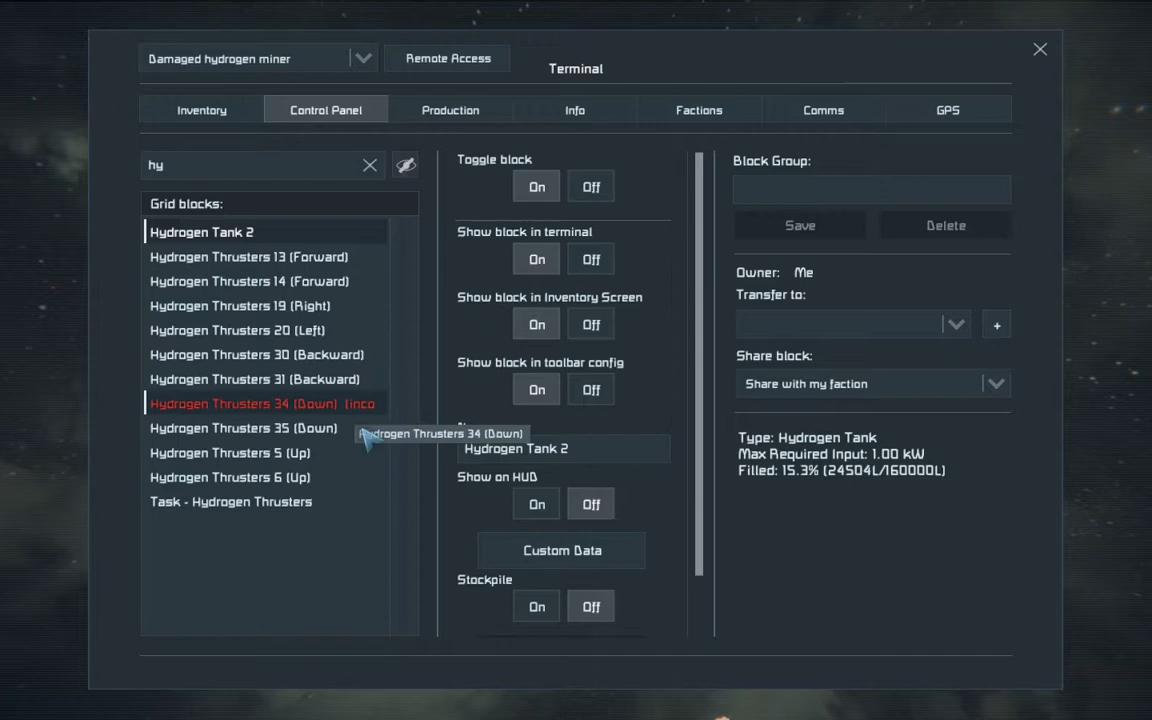 Damaged hydrogen miner
Remote Access
Terminal
Inventory
Control Panel
Production
Info
Factions
Comms
GPS
hy
Grid blocks:
Hydrogen Tank 2
Hydrogen Thrusters 13 (Forward)
Hydrogen Thrusters 14 (Forward)
Hydrogen Thrusters 19 (Right)
Hydrogen Thrusters 20 (Left)
Hydrogen Thrusters 30 (Backward)
Hydrogen Thrusters 31 (Backward)
Hydrogen Thrusters 34 (Down) (inco
Hydrogen Thrusters 35 (Down)
Hydrogen Thrusters 5 (Up)
Hydrogen Thrusters 6 (Up)
Task - Hydrogen Thrusters
Hydrogen Thrusters 34 (Down)
Toggle block
On
Off
Show block in terminal
On
Off
Show block in Inventory Screen
On
Off
Show block in toolbar config
On
Off
Hydrogen Tank 2
Show on HUD
On
Off
Custom Data
Stockpile
On
Off
Block Group:
Save
Delete
Owner: Me
Transfer to:
+
Share block:
Share with my faction
Type: Hydrogen Tank
Max Required Input: 1.00 kW
Filled: 15.3% (24504L/160000L)